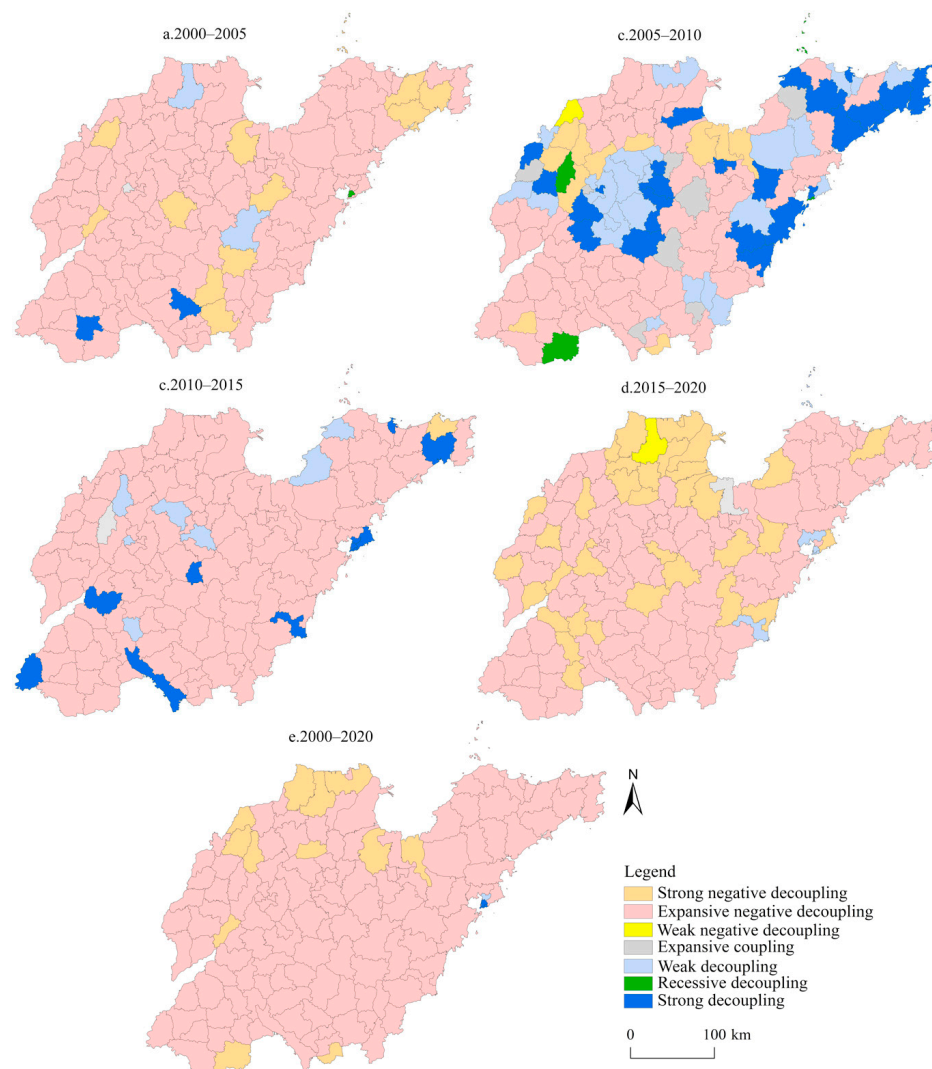 a.2000–2005
c.2005–2010
c.2010–2015
d.2015–2020
e.2000–2020
N
Legend
Strong negative decoupling
Expansive negative decoupling
Weak negative decoupling
Expansive coupling
Weak decoupling
Recessive decoupling
Strong decoupling
0 100 km